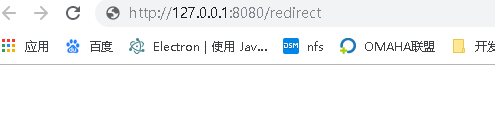 http://127.0.0.1:8080/redirect
应用 百度 Electron | 使用 Jav... DSM nfs OMAHA联盟 开发